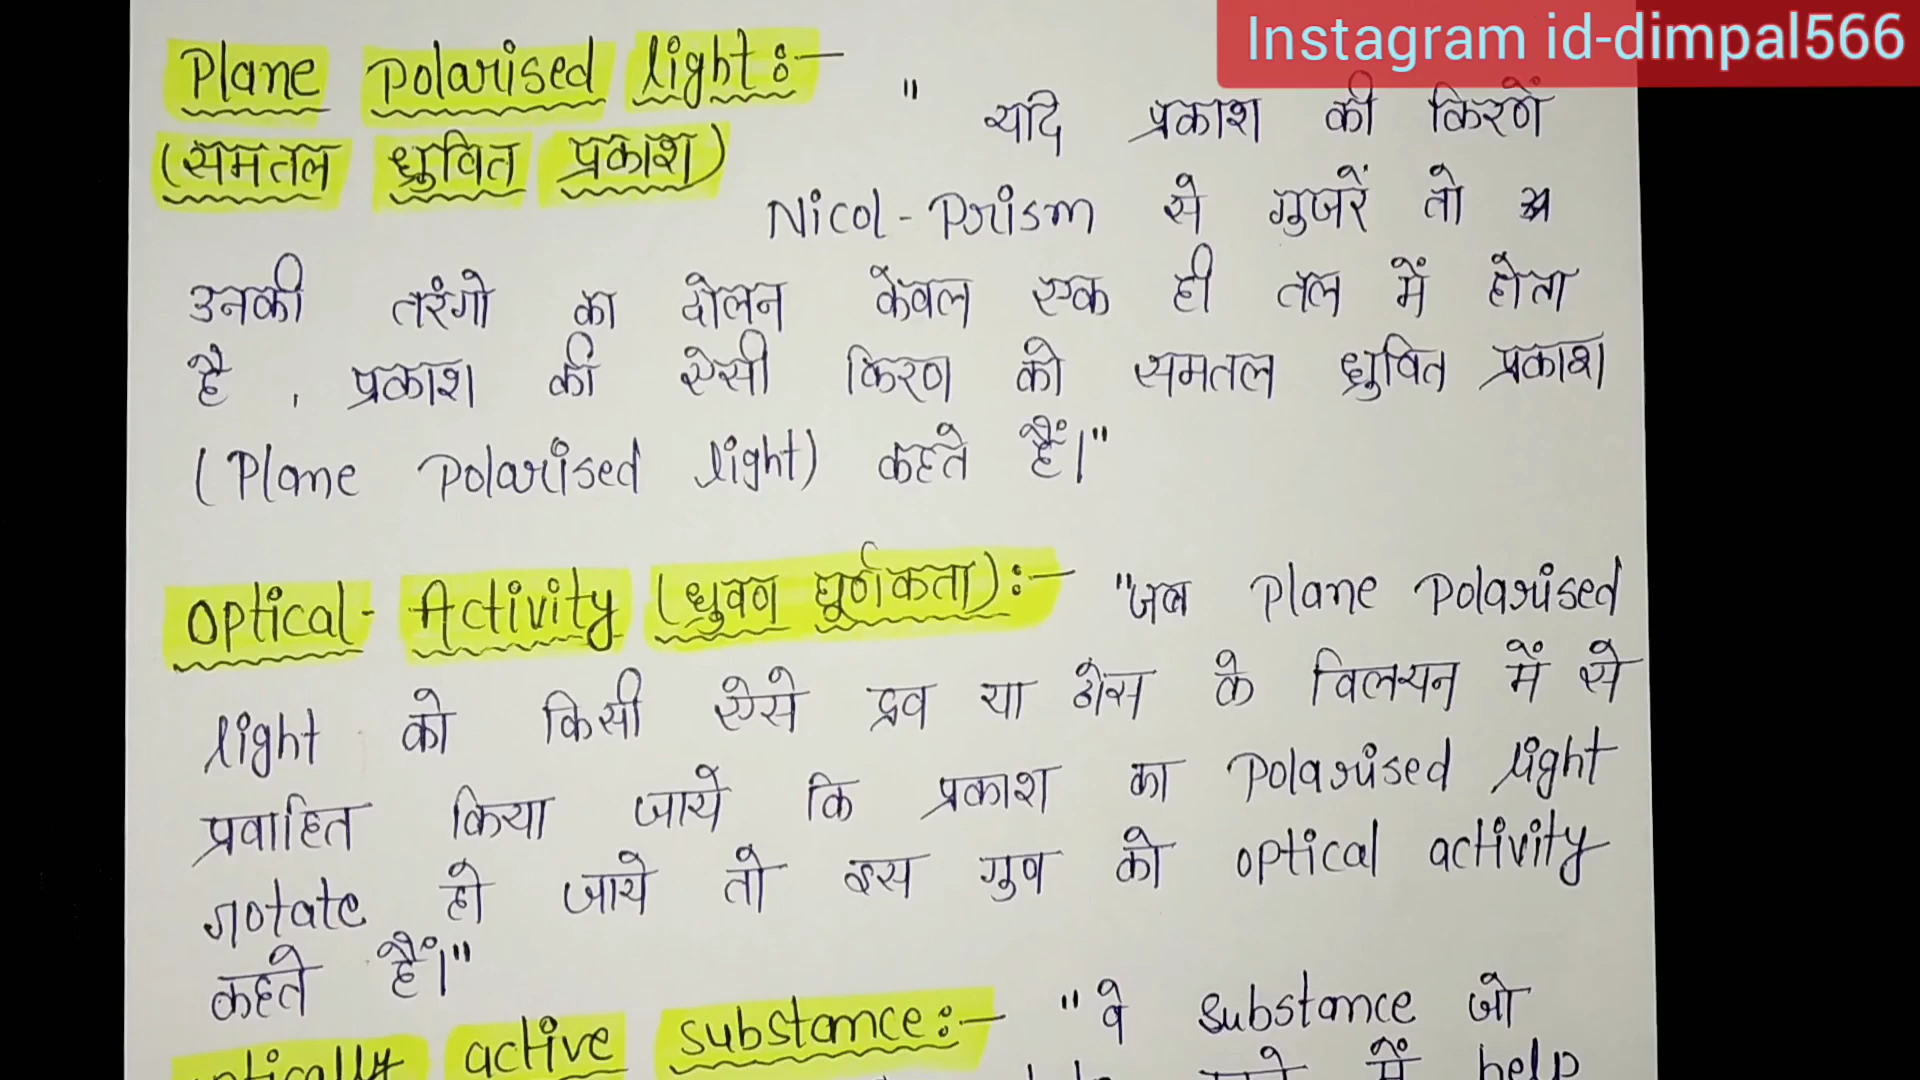 Instagram id-dimpal566
Plane Polarised light:-
" यदि प्रकाश की किरणें
(समतल ध्रुवित प्रकाश)
Nicol-Prism से गुजरें तो
उनकी तरंगो का दोलन केवल एक ही तल में होता
है , प्रकाश की ऐसी किरण को समतल ध्रुवित प्रकाश
(Plane Polarised light) कहते हैं।"
Optical- Activity (ध्रुवण घूर्णकता):- "जब Plane Polarised
light को किसी ऐसे द्रव या ठोस के विलयन में से
प्रवाहित किया जाये कि प्रकाश का Polarised light
rotate हो जाये तो इस गुण को optical activity
कहते हैं।"
active substance:- "वे substance जो
में help